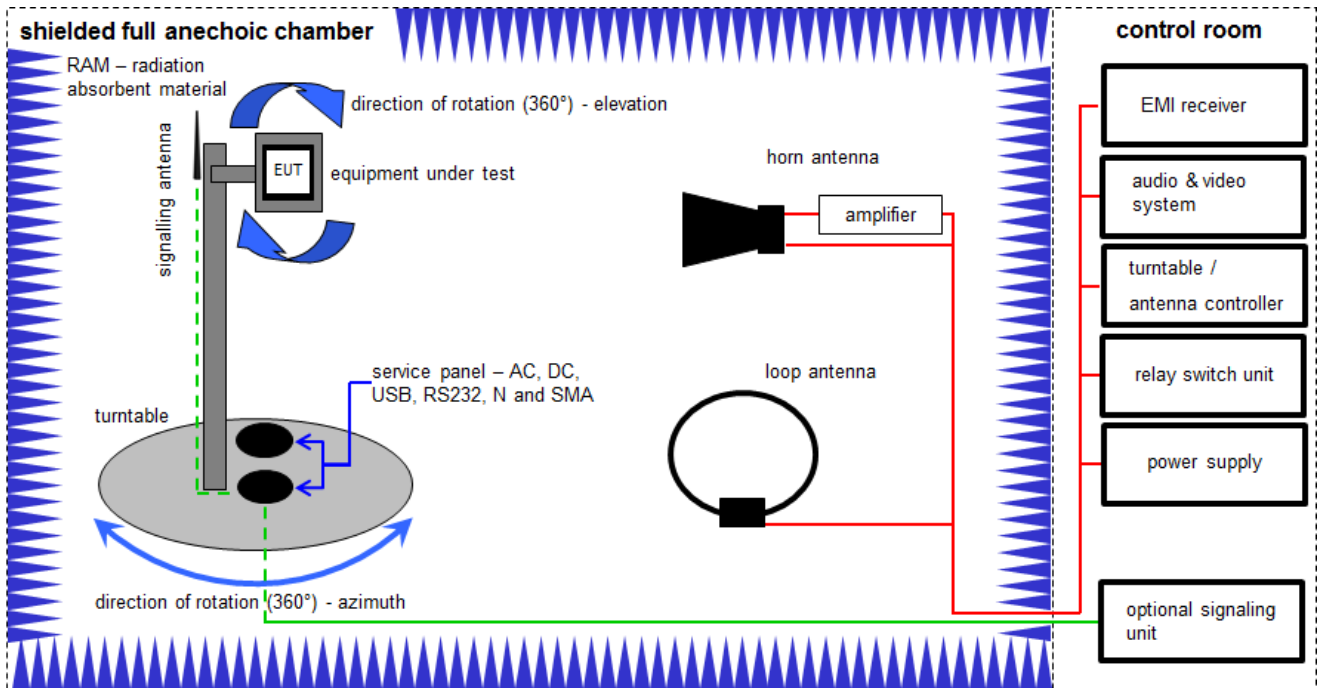 shielded full anechoic chamber
RAM – radiation
absorbent material
signalling antenna
direction of rotation (360°) - elevation
EUT
equipment under test
horn antenna
amplifier
service panel – AC, DC,
USB, RS232, N and SMA
loop antenna
turntable
direction of rotation (360°) - azimuth
control room
EMI receiver
audio & video
system
turntable /
antenna controller
relay switch unit
power supply
optional signaling
unit